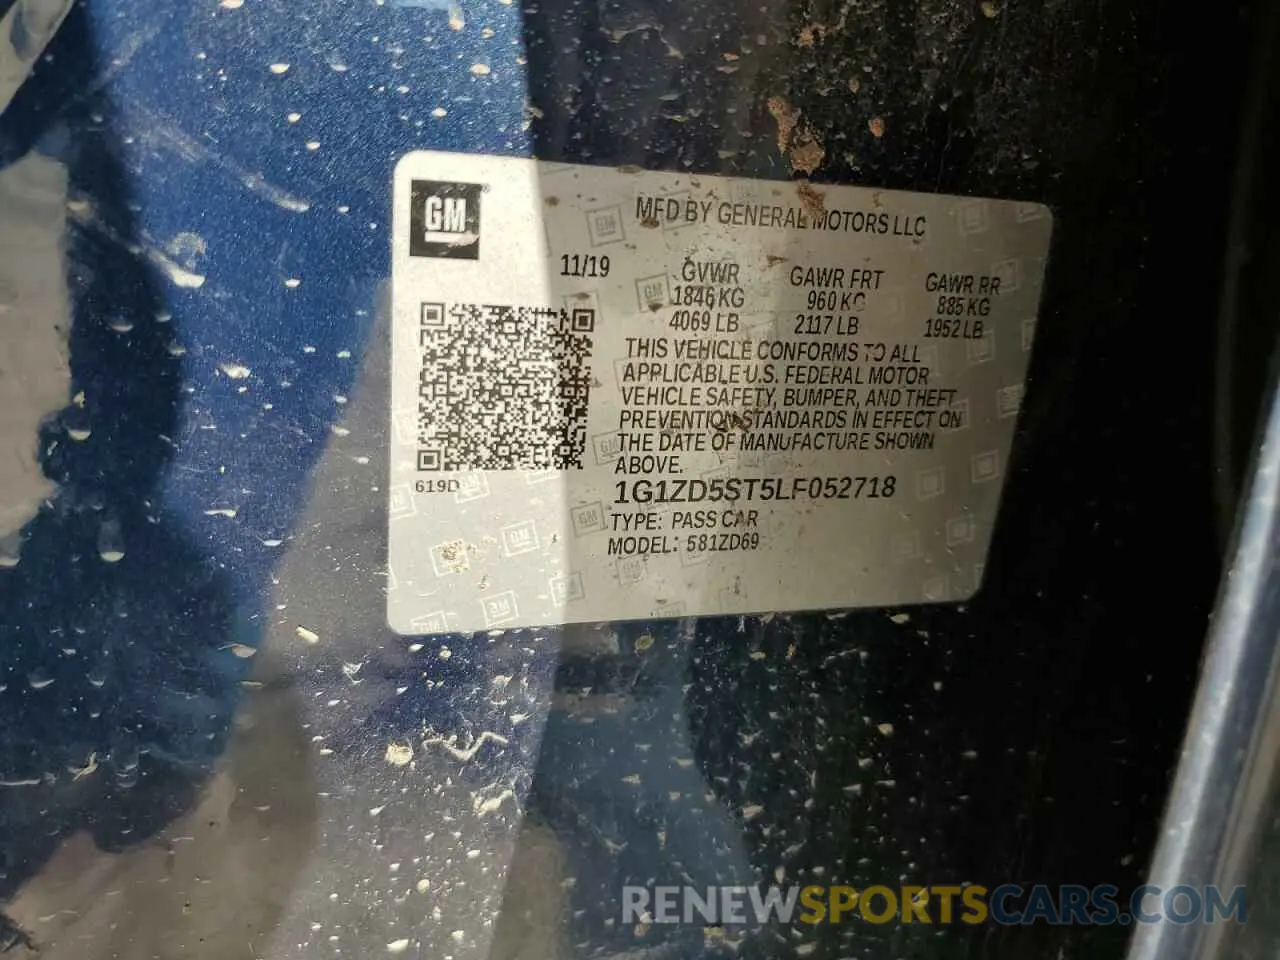 GM
MFD BY GENERAL MOTORS LLC
11/19 GVWR GAWR FRT GAWR RR
1846 KG 960 KG 885 KG
4069 LB 2117 LB 1952 LB
THIS VEHICLE CONFORMS TO ALL
APPLICABLE U.S. FEDERAL MOTOR
VEHICLE SAFETY, BUMPER, AND THEFT
PREVENTION STANDARDS IN EFFECT ON
THE DATE OF MANUFACTURE SHOWN
ABOVE.
619D
1G1ZD5ST5LF052718
TYPE: PASS CAR
MODEL: 581ZD69
RENEWSPORTSCARS.COM